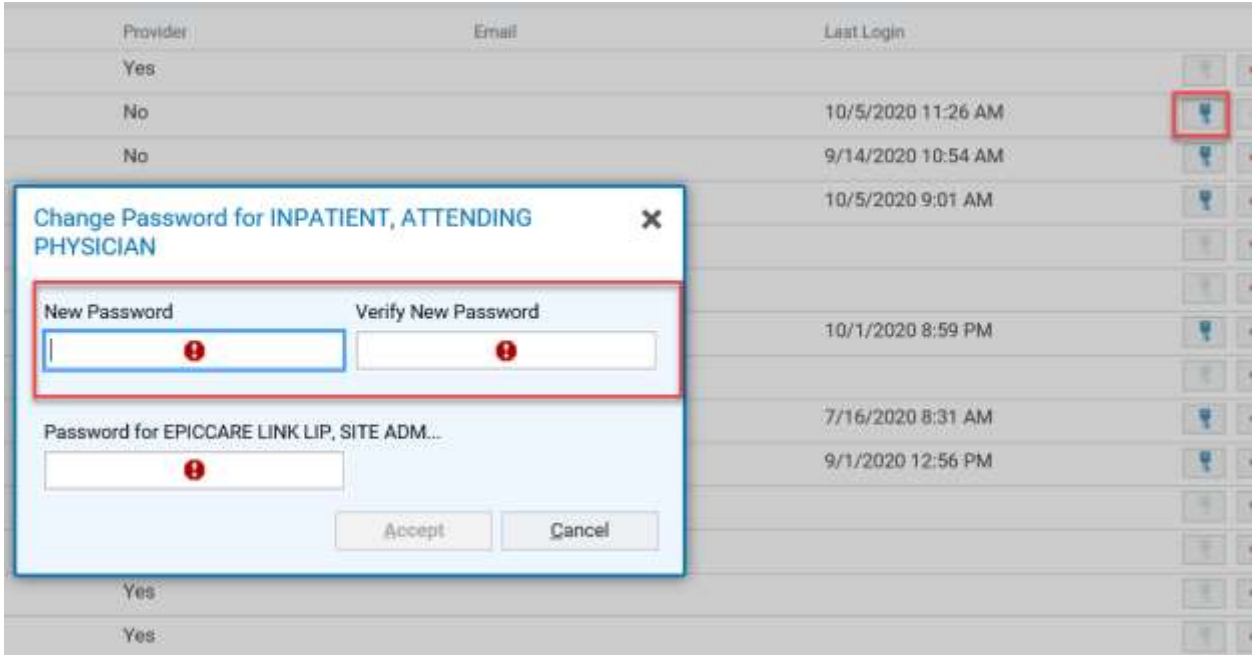 Provider Email Last Login
Yes
No 10/5/2020 11:26 AM
No 9/14/2020 10:54 AM
10/5/2020 9:01 AM
Change Password for INPATIENT, ATTENDING
PHYSICIAN
New Password Verify New Password
10/1/2020 8:59 PM
7/16/2020 8:31 AM
Password for EPICCARE LINK LIP, SITE ADM...
9/1/2020 12:56 PM
Accept Cancel
Yes
Yes